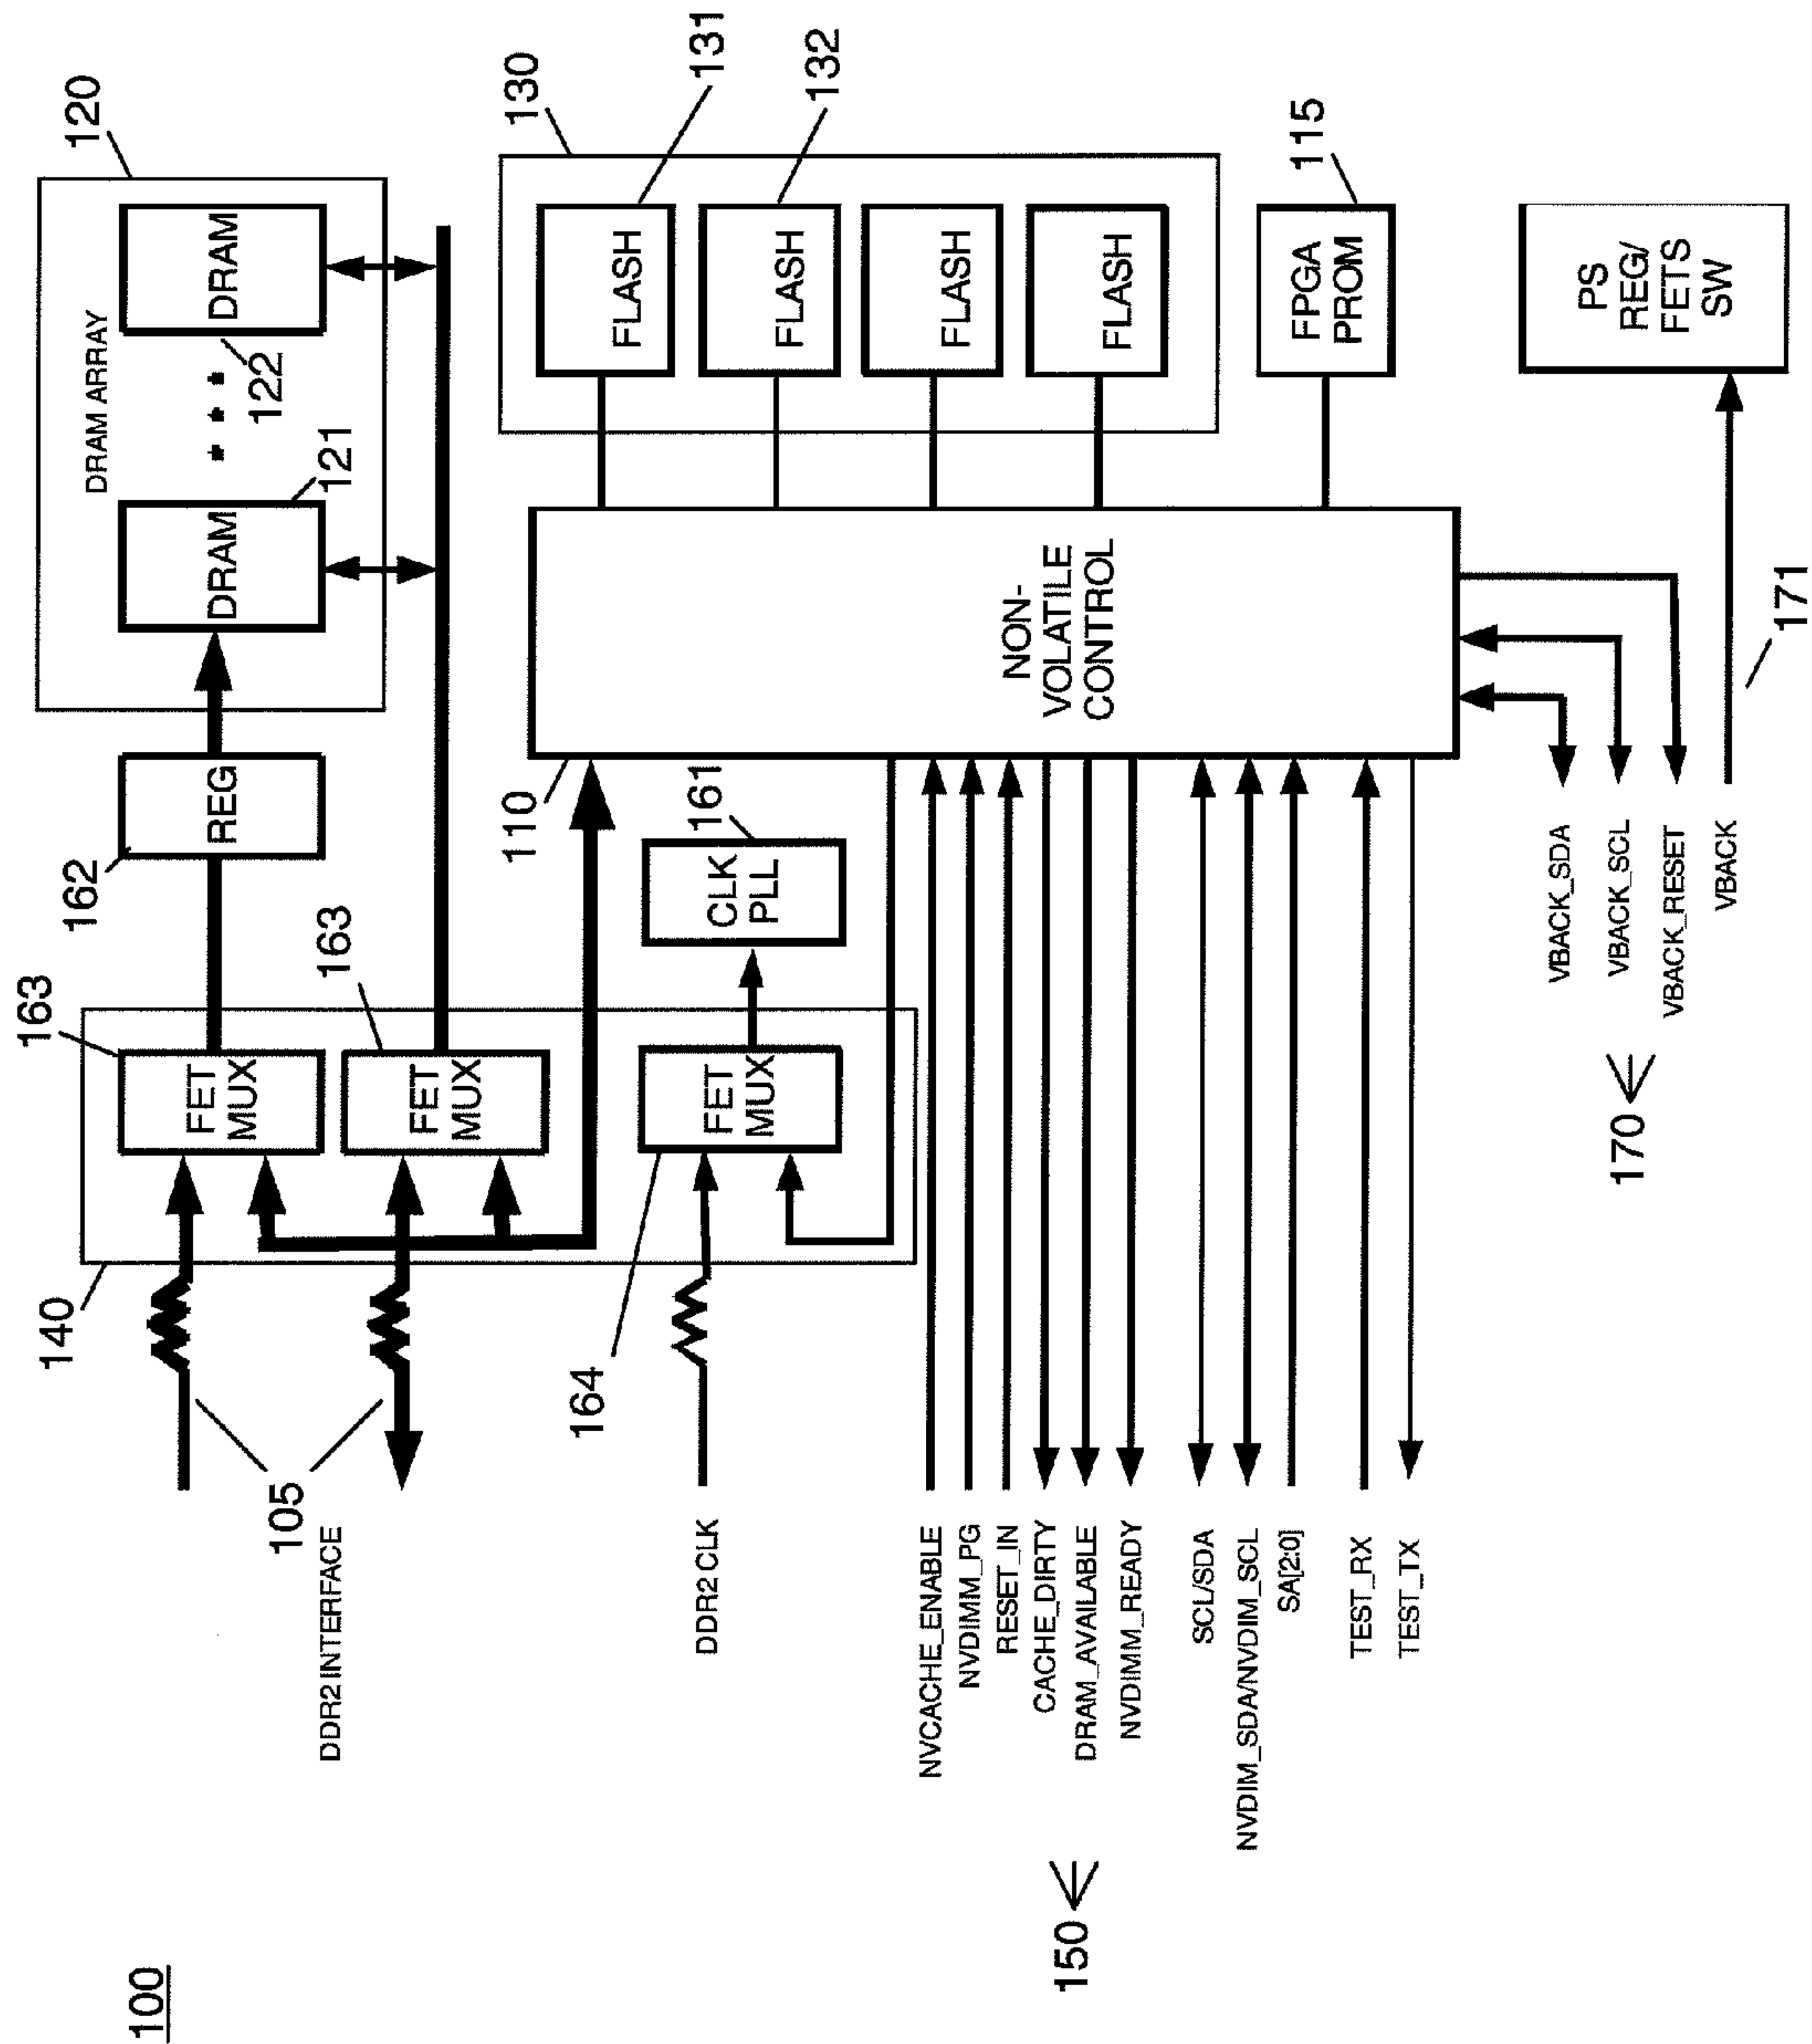 100
140
105
DDR2 INTERFACE
163
FET
MUX
163
FET
MUX
162
REG
DRAM ARRAY
120
DRAM
121
DRAM
122
DDR2 CLK
164
FET
MUX
161
CLK
PLL
110
NON-
VOLATILE
CONTROL
130
FLASH
131
FLASH
132
FLASH
FLASH
FPGA
PROM
115
150
NVCACHE_ENABLE
NVDIMM_PG
RESET_IN
CACHE_DIRTY
DRAM_AVAILABLE
NVDIMM_READY
SCL/SDA
NVDIM_SDA/NVDIM_SCL
SA[2:0]
TEST_RX
TEST_TX
170
VBACK_SDA
VBACK_SCL
VBACK_RESET
VBACK
171
PS
REG/
FETS
SW